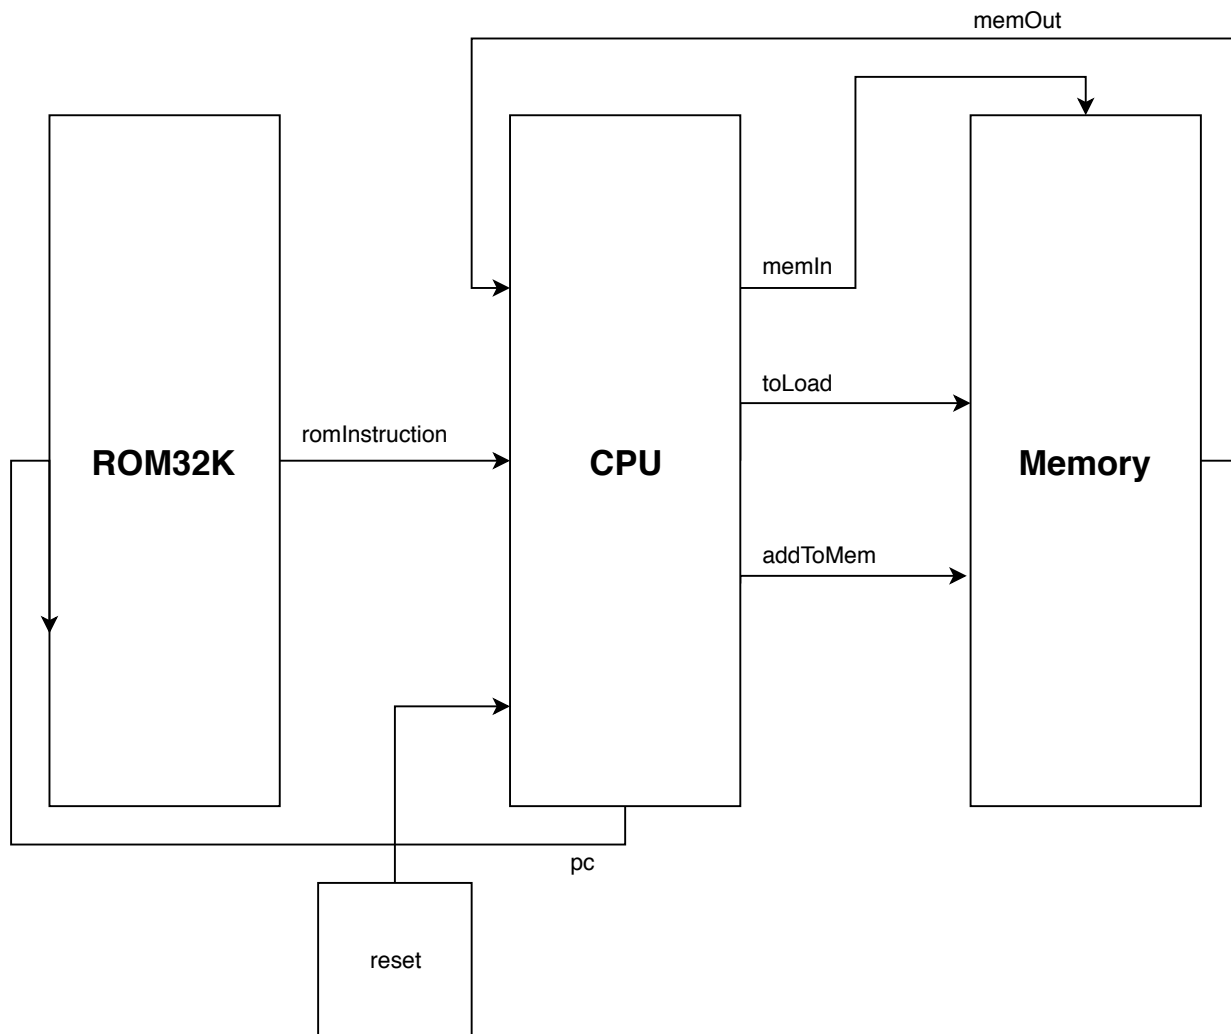 memOut
memIn
toLoad
romInstruction
ROM32K
CPU
Memory
addToMem
pc
reset